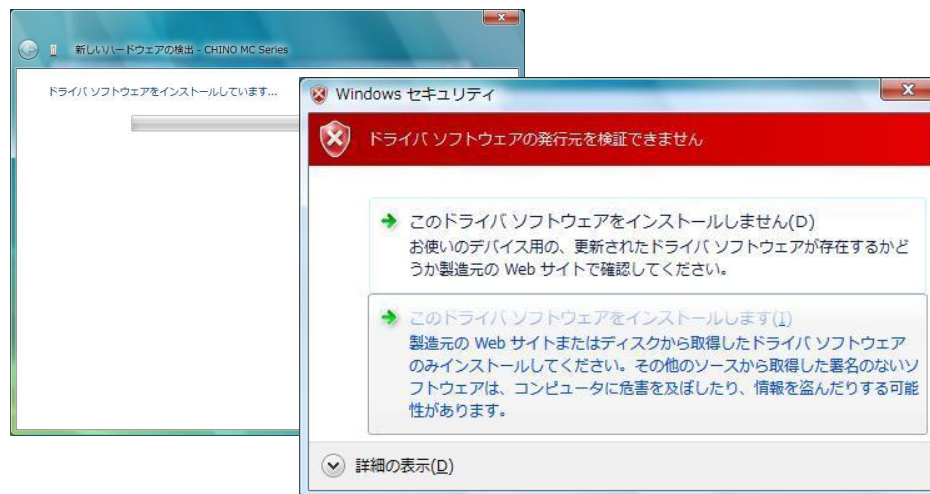 新しいハードウェアの検出 - CHINO MC Series
ドライバ ソフトウェアをインストールしています...
Windows セキュリティ
ドライバ ソフトウェアの発行元を検証できません
このドライバ ソフトウェアをインストールしません(D)
お使いのデバイス用の、更新されたドライバ ソフトウェアが存在するかど
うか製造元の Web サイトで確認してください。
このドライバ ソフトウェアをインストールします(I)
製造元の Web サイトまたはディスクから取得したドライバ ソフトウェア
のみインストールしてください。その他のソースから取得した署名のないソ
フトウェアは、コンピュータに危害を及ぼしたり、情報を盗んだりする可能
性があります。
詳細の表示(D)